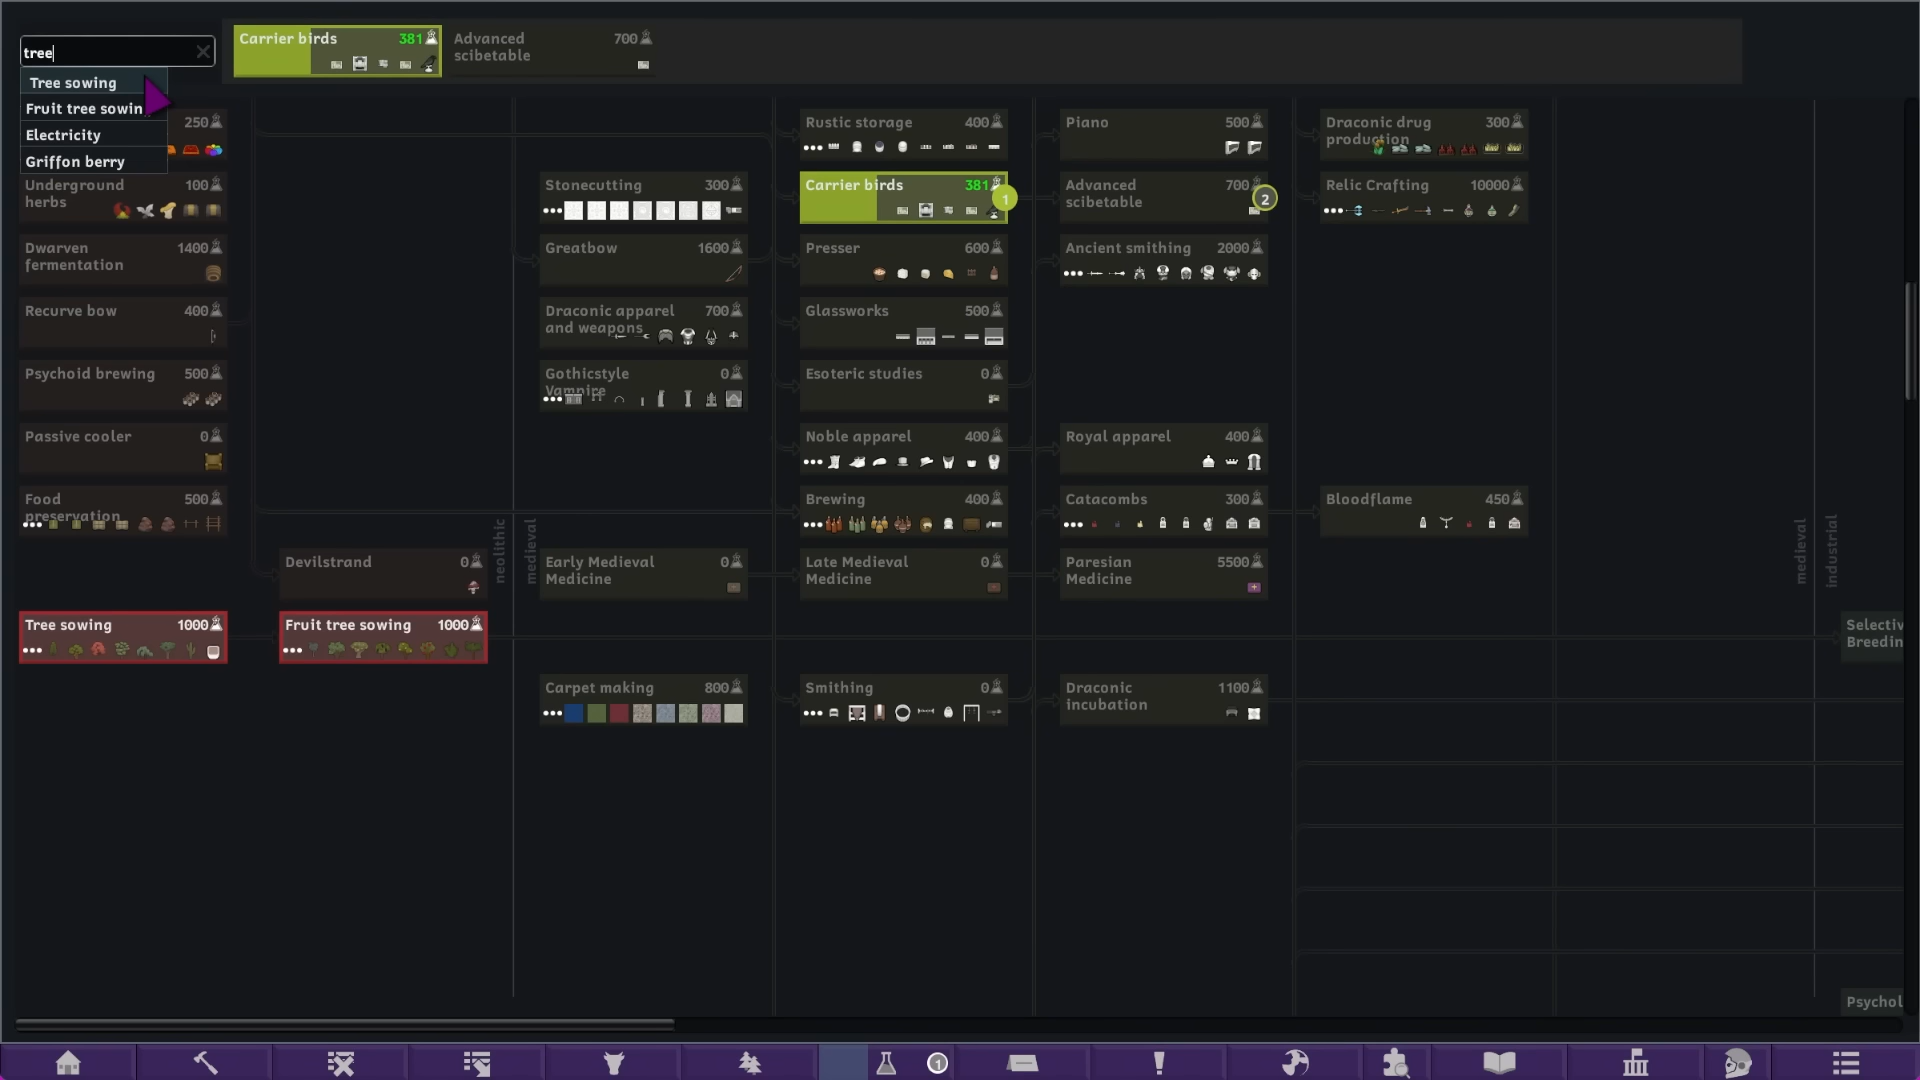 tree
Tree sowing
Electricity
Griffon berry
Carrier birds 381
Advanced scibetable 700
250
Underground herbs 100
Dwarven fermentation 1400
Recurve bow 400
Psychoid brewing 500
Passive cooler 0
Food preservation 500
Tree sowing 1000
Devilstrand 0
Fruit tree sowing 1000
neolithic
medieval
Stonecutting 300
Greatbow 1600
Draconic apparel and weapons 700
Gothicstyle Vampire 0
Early Medieval Medicine 0
Carpet making 800
Rustic storage 400
Carrier birds 381
1
Presser 600
Glassworks 500
Esoteric studies 0
Noble apparel 400
Brewing 400
Late Medieval Medicine 0
Smithing 0
Piano 500
Advanced scibetable 700
2
Ancient smithing 2000
Royal apparel 400
Catacombs 300
Paresian Medicine 5500
Draconic incubation 1100
Draconic drug production 300
Relic Crafting 10000
Bloodflame 450
medieval
industrial
1